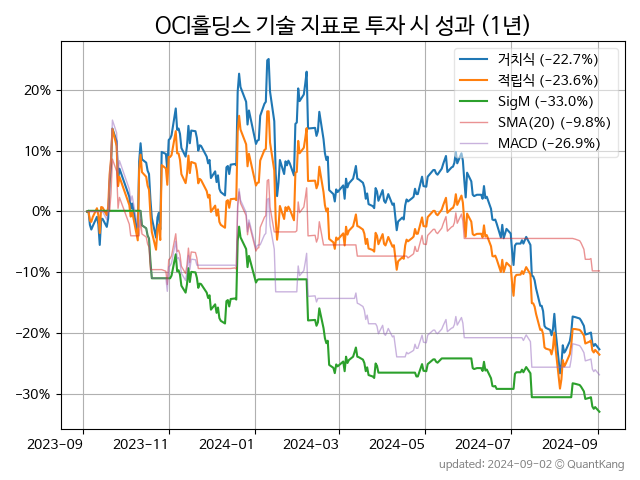 OCI홀딩스 기술 지표로 투자 시 성과 (1년)
거치식 (−22.7%)
적립식 (−23.6%)
SigM (−33.0%)
SMA(20) (−9.8%)
MACD (−26.9%)
20%
10%
0%
−10%
−20%
−30%
2023-09 2023-11 2024-01 2024-03 2024-05 2024-07 2024-09
updated: 2024-09-02 © QuantKang